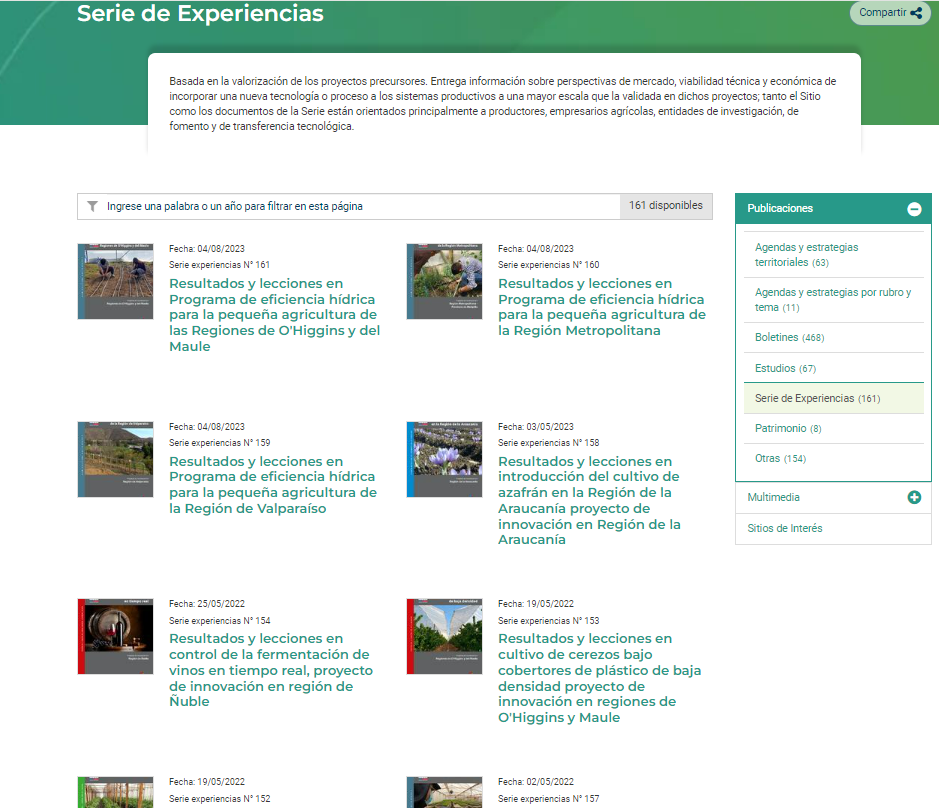 Serie de Experiencias
Compartir
Basada en la valorización de los proyectos precursores. Entrega información sobre perspectivas de mercado, viabilidad técnica y económica de
incorporar una nueva tecnología o proceso a los sistemas productivos a una mayor escala que la validada en dichos proyectos; tanto el Sitio
como los documentos de la Serie están orientados principalmente a productores, empresarios agrícolas, entidades de investigación, de
fomento y de transferencia tecnológica.
Ingrese una palabra o un año para filtrar en esta página
161 disponibles
Fecha: 04/08/2023
Serie experiencias N° 161
Resultados y lecciones en
Programa de eficiencia hídrica
para la pequeña agricultura de
las Regiones de O'Higgins y del
Maule
Fecha: 04/08/2023
Serie experiencias N° 160
Resultados y lecciones en
Programa de eficiencia hídrica
para la pequeña agricultura de
la Región Metropolitana
Fecha: 04/08/2023
Serie experiencias N° 159
Resultados y lecciones en
Programa de eficiencia hídrica
para la pequeña agricultura de
la Región de Valparaíso
Fecha: 03/05/2023
Serie experiencias N° 158
Resultados y lecciones en
introducción del cultivo de
azafrán en la Región de la
Araucanía proyecto de
innovación en Región de la
Araucanía
Fecha: 25/05/2022
Serie experiencias N° 154
Resultados y lecciones en
control de la fermentación de
vinos en tiempo real, proyecto
de innovación en región de
Ñuble
Fecha: 19/05/2022
Serie experiencias N° 153
Resultados y lecciones en
cultivo de cerezos bajo
cobertores de plástico de baja
densidad proyecto de
innovación en regiones de
O'Higgins y Maule
Fecha: 19/05/2022
Serie experiencias N° 152
Fecha: 02/05/2022
Serie experiencias N° 157
Publicaciones
Agendas y estrategias
territoriales (63)
Agendas y estrategias por rubro y
tema (11)
Boletines (468)
Estudios (67)
Serie de Experiencias (161)
Patrimonio (8)
Otras (154)
Multimedia
Sitios de Interés